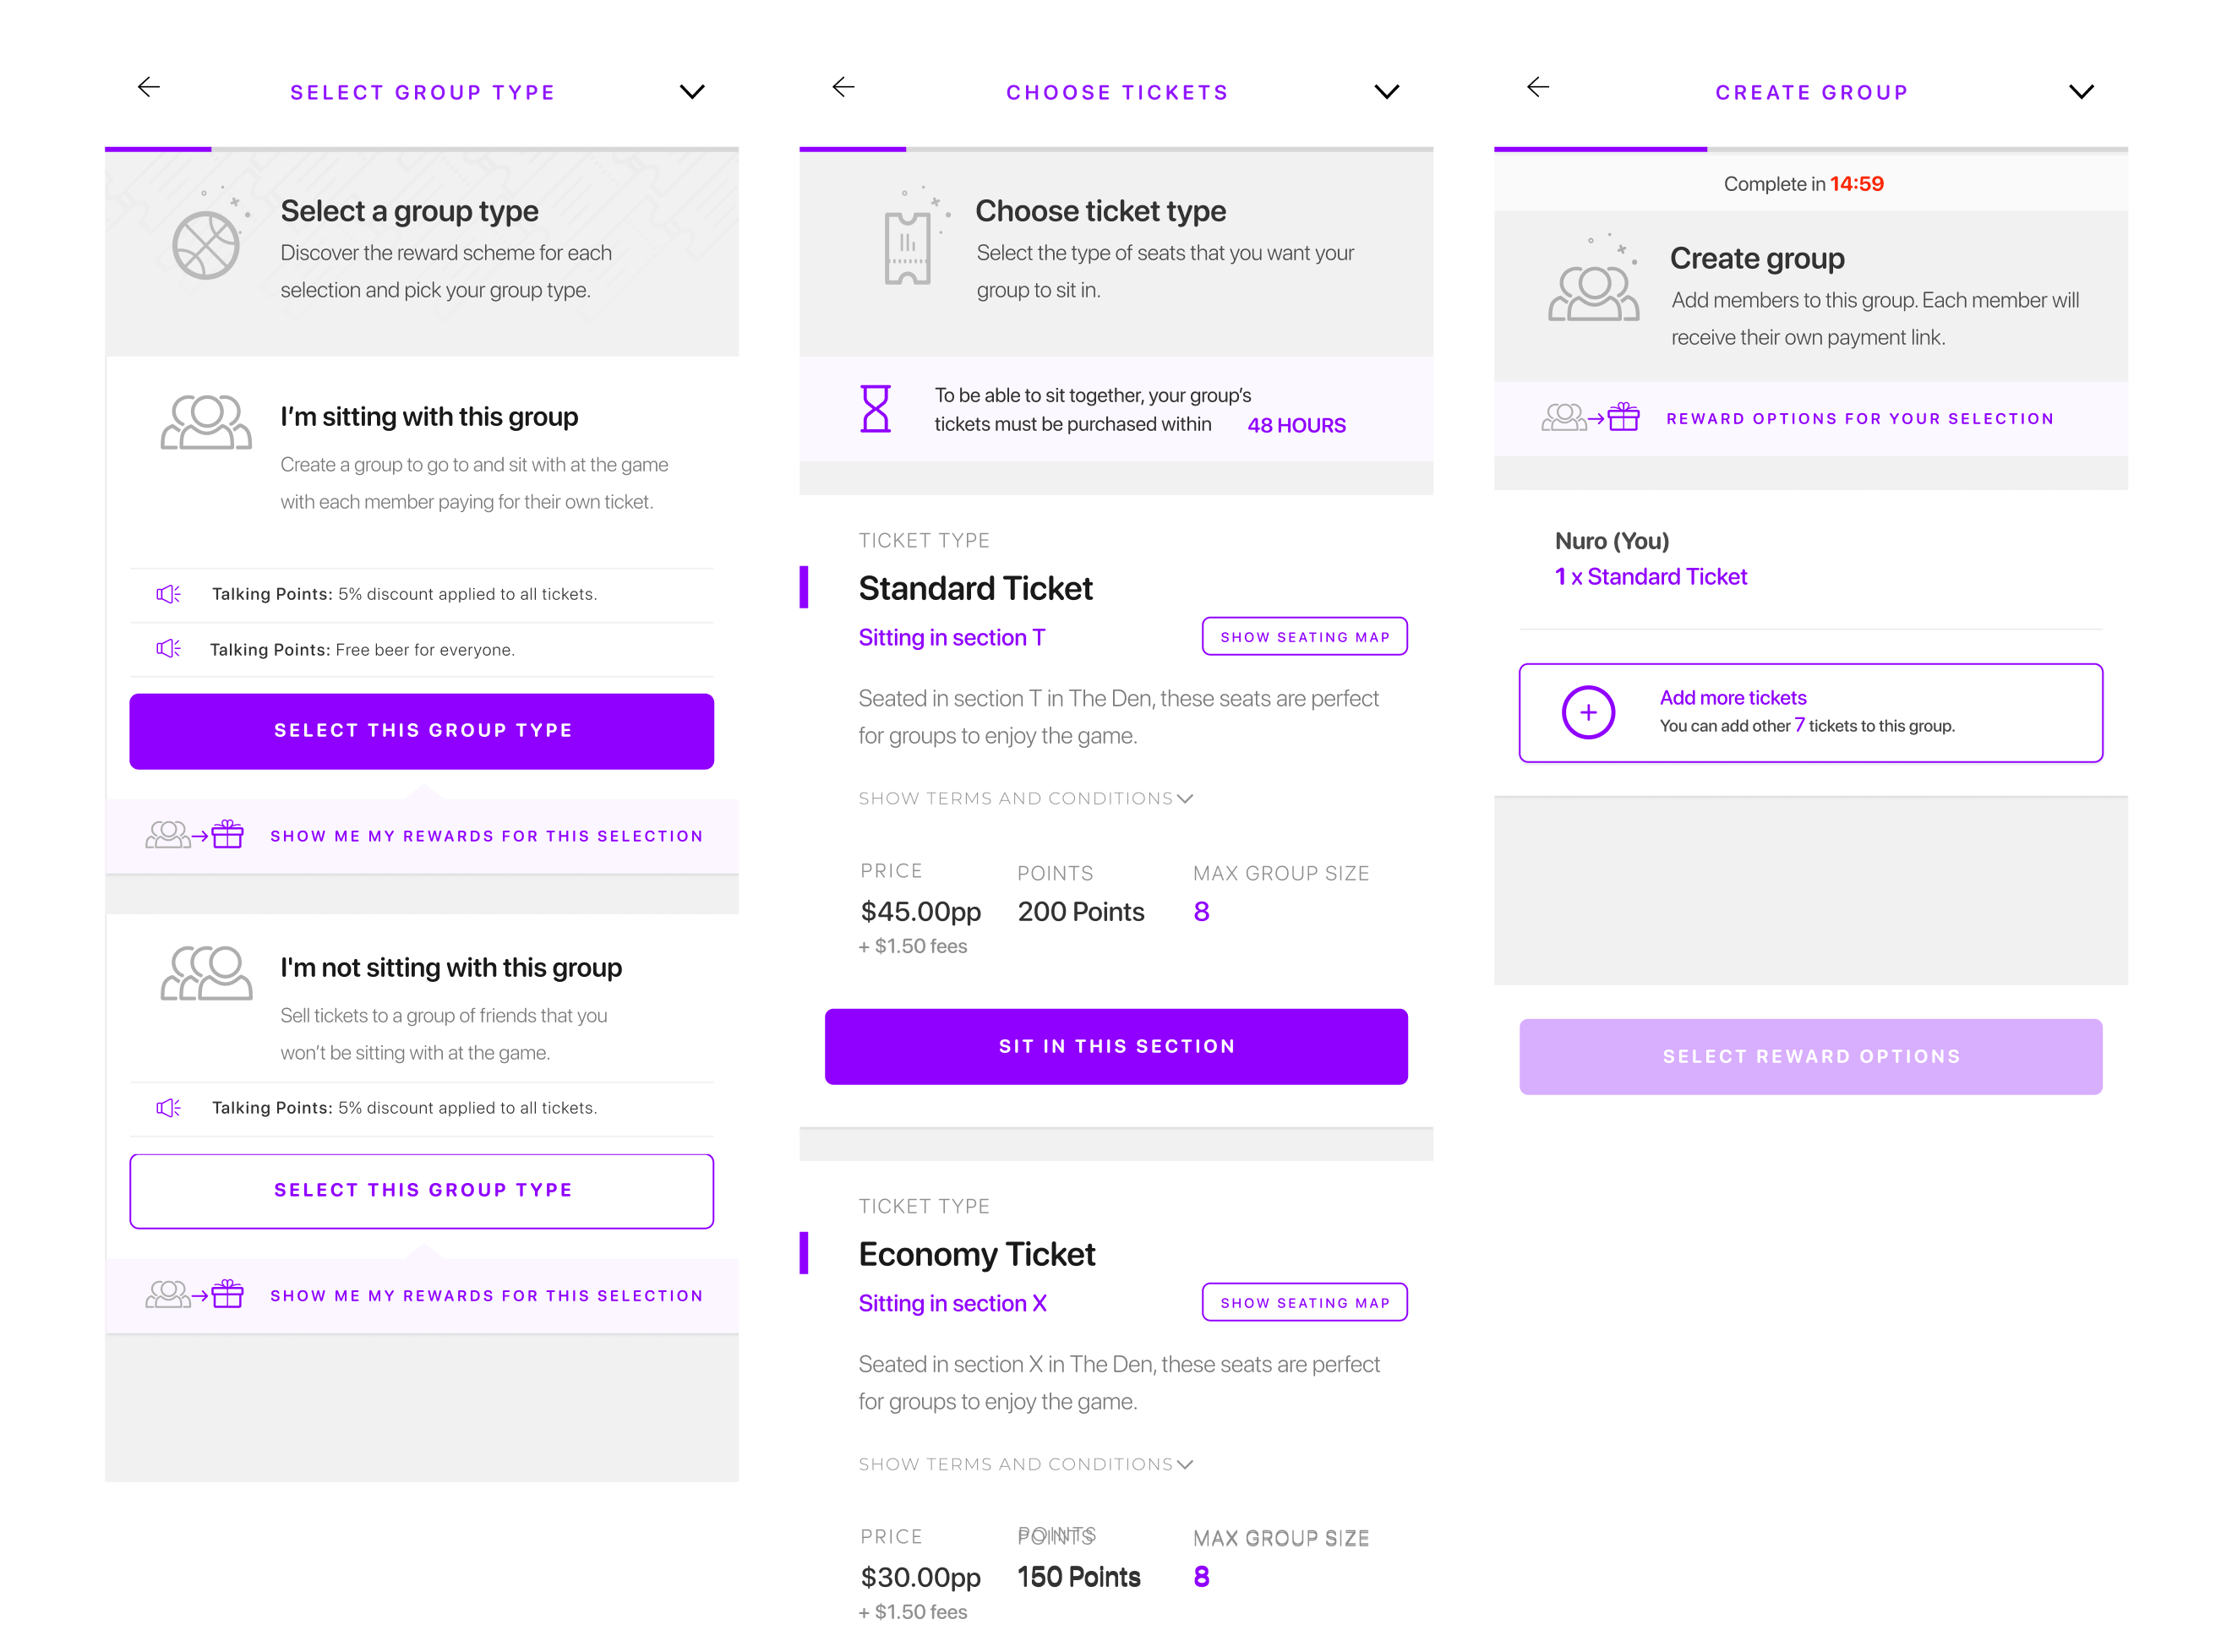 SELECT GROUP TYPE
Select a group type
Discover the reward scheme for each
selection and pick your group type.
I’m sitting with this group
Create a group to go to and sit with at the game
with each member paying for their own ticket.
Talking Points: 5% discount applied to all tickets.
Talking Points: Free beer for everyone.
SELECT THIS GROUP TYPE
SHOW ME MY REWARDS FOR THIS SELECTION
I'm not sitting with this group
Sell tickets to a group of friends that you
won’t be sitting with at the game.
Talking Points: 5% discount applied to all tickets.
SELECT THIS GROUP TYPE
SHOW ME MY REWARDS FOR THIS SELECTION
CHOOSE TICKETS
Choose ticket type
Select the type of seats that you want your
group to sit in.
To be able to sit together, your group’s
tickets must be purchased within 48 HOURS
TICKET TYPE
Standard Ticket
Sitting in section T
SHOW SEATING MAP
Seated in section T in The Den, these seats are perfect
for groups to enjoy the game.
SHOW TERMS AND CONDITIONS
PRICE POINTS MAX GROUP SIZE
$45.00pp 200 Points 8
+ $1.50 fees
SIT IN THIS SECTION
TICKET TYPE
Economy Ticket
Sitting in section X
SHOW SEATING MAP
Seated in section X in The Den, these seats are perfect
for groups to enjoy the game.
SHOW TERMS AND CONDITIONS
PRICE POINTS MAX GROUP SIZE
$30.00pp 150 Points 8
+ $1.50 fees
CREATE GROUP
Complete in 14:59
Create group
Add members to this group. Each member will
receive their own payment link.
REWARD OPTIONS FOR YOUR SELECTION
Nuro (You)
1 x Standard Ticket
Add more tickets
You can add other 7 tickets to this group.
SELECT REWARD OPTIONS